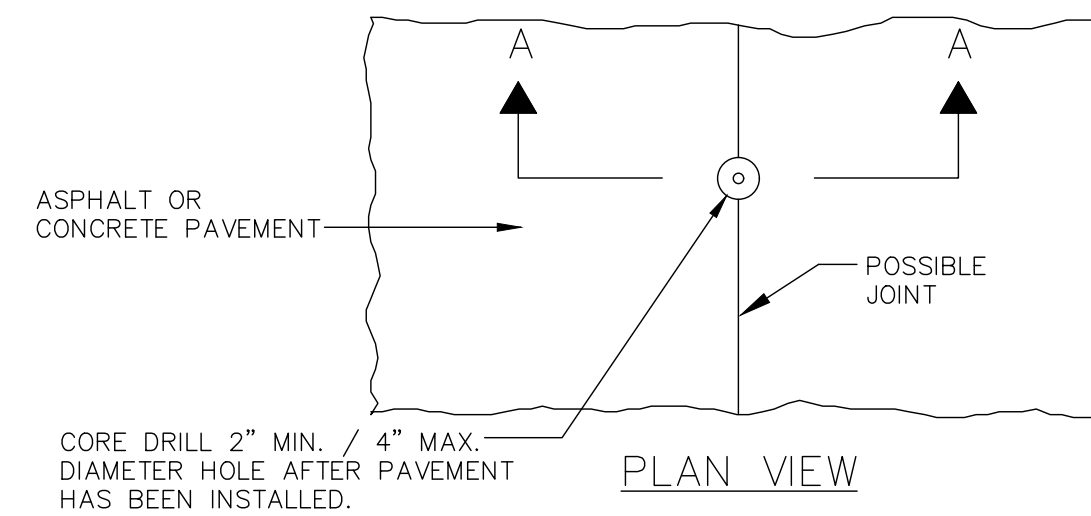 A
A
ASPHALT OR
CONCRETE PAVEMENT
POSSIBLE
JOINT
CORE DRILL 2” MIN. / 4” MAX.
DIAMETER HOLE AFTER PAVEMENT
HAS BEEN INSTALLED.
PLAN VIEW